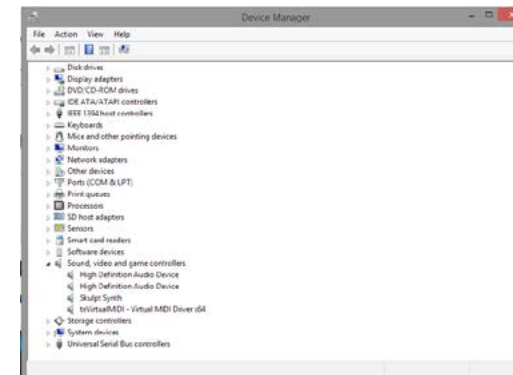 Device Manager
File Action View Help
Disk drives
Display adapters
DVD/CD-ROM drives
IDE ATA/ATAPI controllers
IEEE 1394 host controllers
Keyboards
Mice and other pointing devices
Monitors
Network adapters
Other devices
Ports (COM & LPT)
Print queues
Processors
SD host adapters
Sensors
Smart card readers
Software devices
Sound, video and game controllers
High Definition Audio Device
High Definition Audio Device
Skulpt Synth
teVirtualMIDI - Virtual MIDI Driver x64
Storage controllers
System devices
Universal Serial Bus controllers